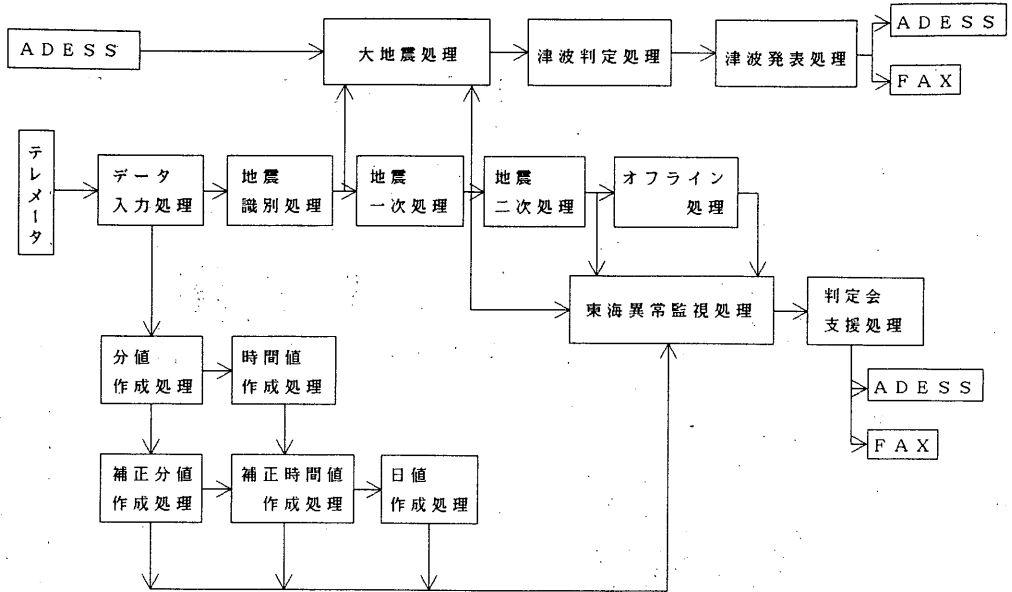 ADESS
大地震処理
津波判定処理
津波発表処理
ADESS
FAX
テレメータ
データ
入力処理
地震
識別処理
地震
一次処理
地震
二次処理
オフライン
処理
東海異常監視処理
判定会
支援処理
ADESS
FAX
分値
作成処理
時間値
作成処理
補正分値
作成処理
補正時間値
作成処理
日値
作成処理